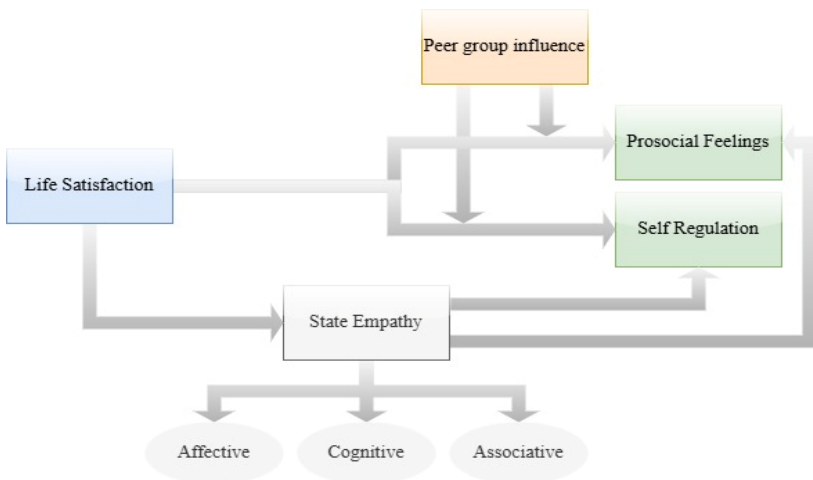 Peer group influence
Prosocial Feelings
Life Satisfaction
Self Regulation
State Empathy
Affective
Cognitive
Associative